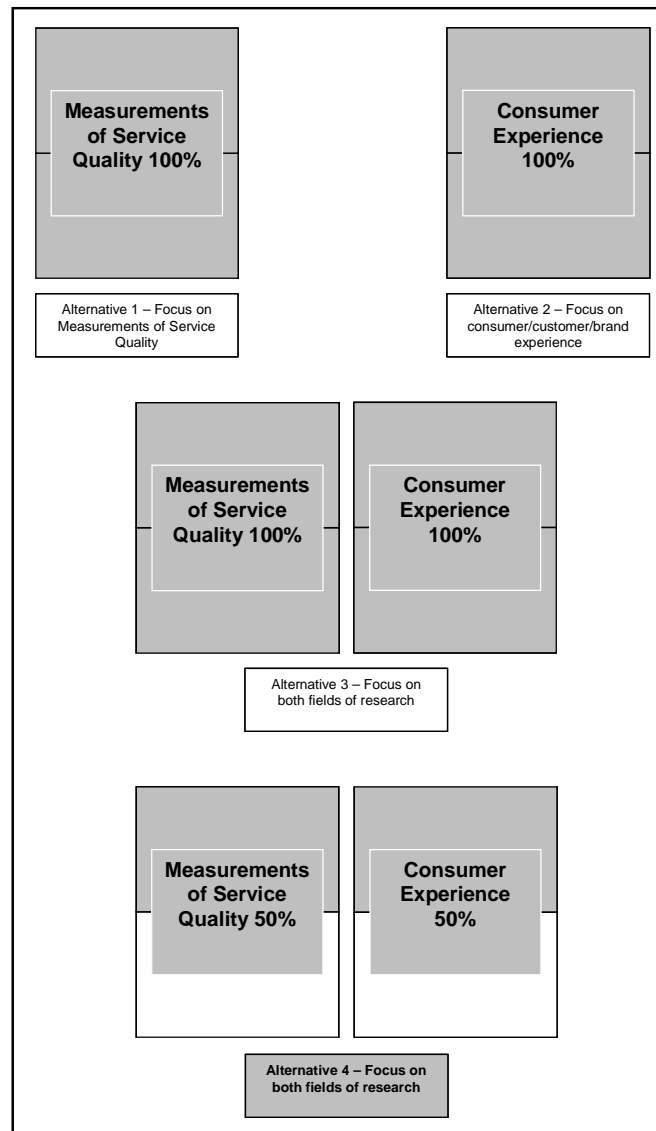 Measurements
of Service
Quality 100%
Consumer
Experience
100%
Alternative 1 – Focus on
Measurements of Service
Quality
Alternative 2 – Focus on
consumer/customer/brand
experience
Measurements
of Service
Quality 100%
Consumer
Experience
100%
Alternative 3 – Focus on
both fields of research
Measurements
of Service
Quality 50%
Consumer
Experience
50%
Alternative 4 – Focus on
both fields of research